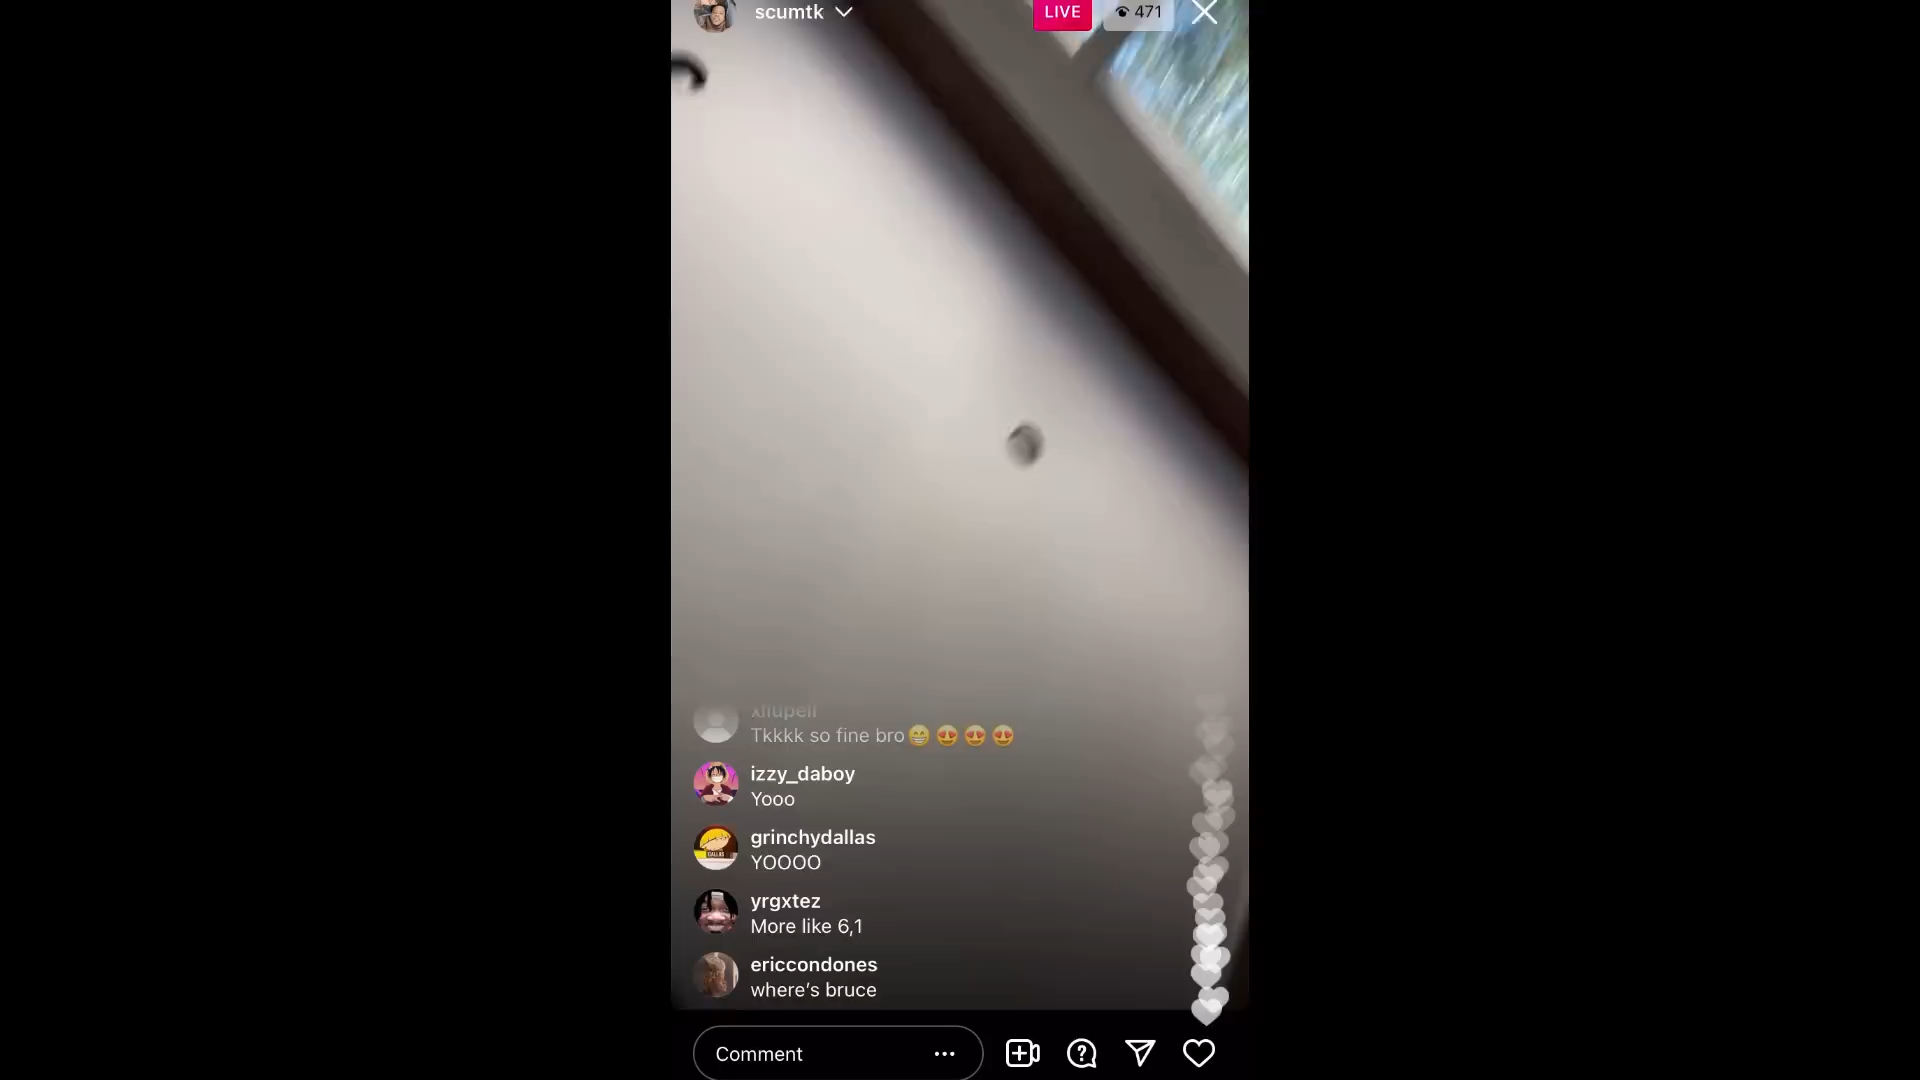 scumtk
LIVE
471
Tkkkk so fine bro😁😍😍😍
izzy_daboy
Yooo
grinchydallas
YOOOO
yrgxtez
More like 6,1
ericcondones
where's bruce
Comment